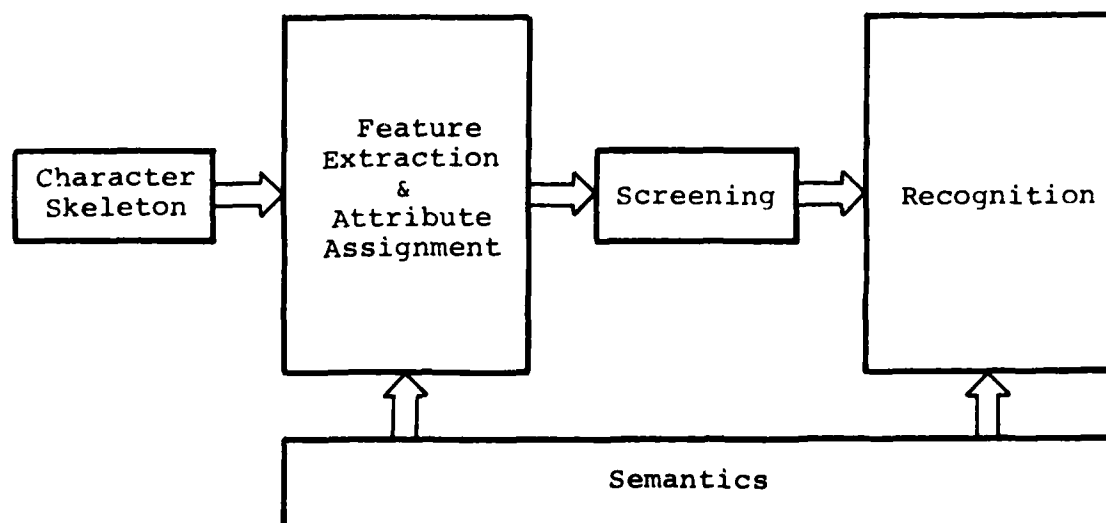 Character
Skeleton
Feature
Extraction
&
Attribute
Assignment
Screening
Recognition
Semantics